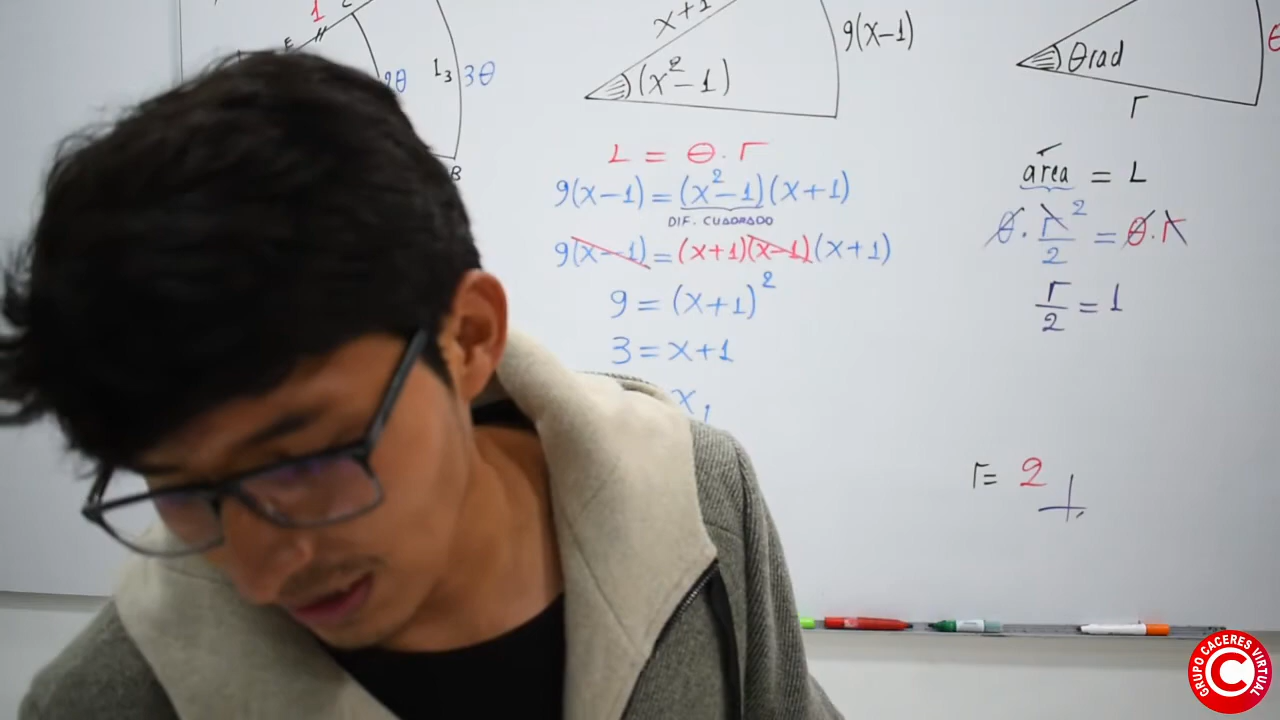 1
C
E
2θ
L₃
3θ
B
x+1
(x²-1)
9(x-1)
L = θ.r
9(x-1) = (x²-1)(x+1)
DIF. CUADRADO
9(x-1) = (x+1)(x-1)(x+1)
9 = (x+1)²
3 = x+1
x
θrad
θ
r
área = L
θ. r²/2 = θ.r
r/2 = 1
r= 2
GRUPO CACERES VIRTUAL
C